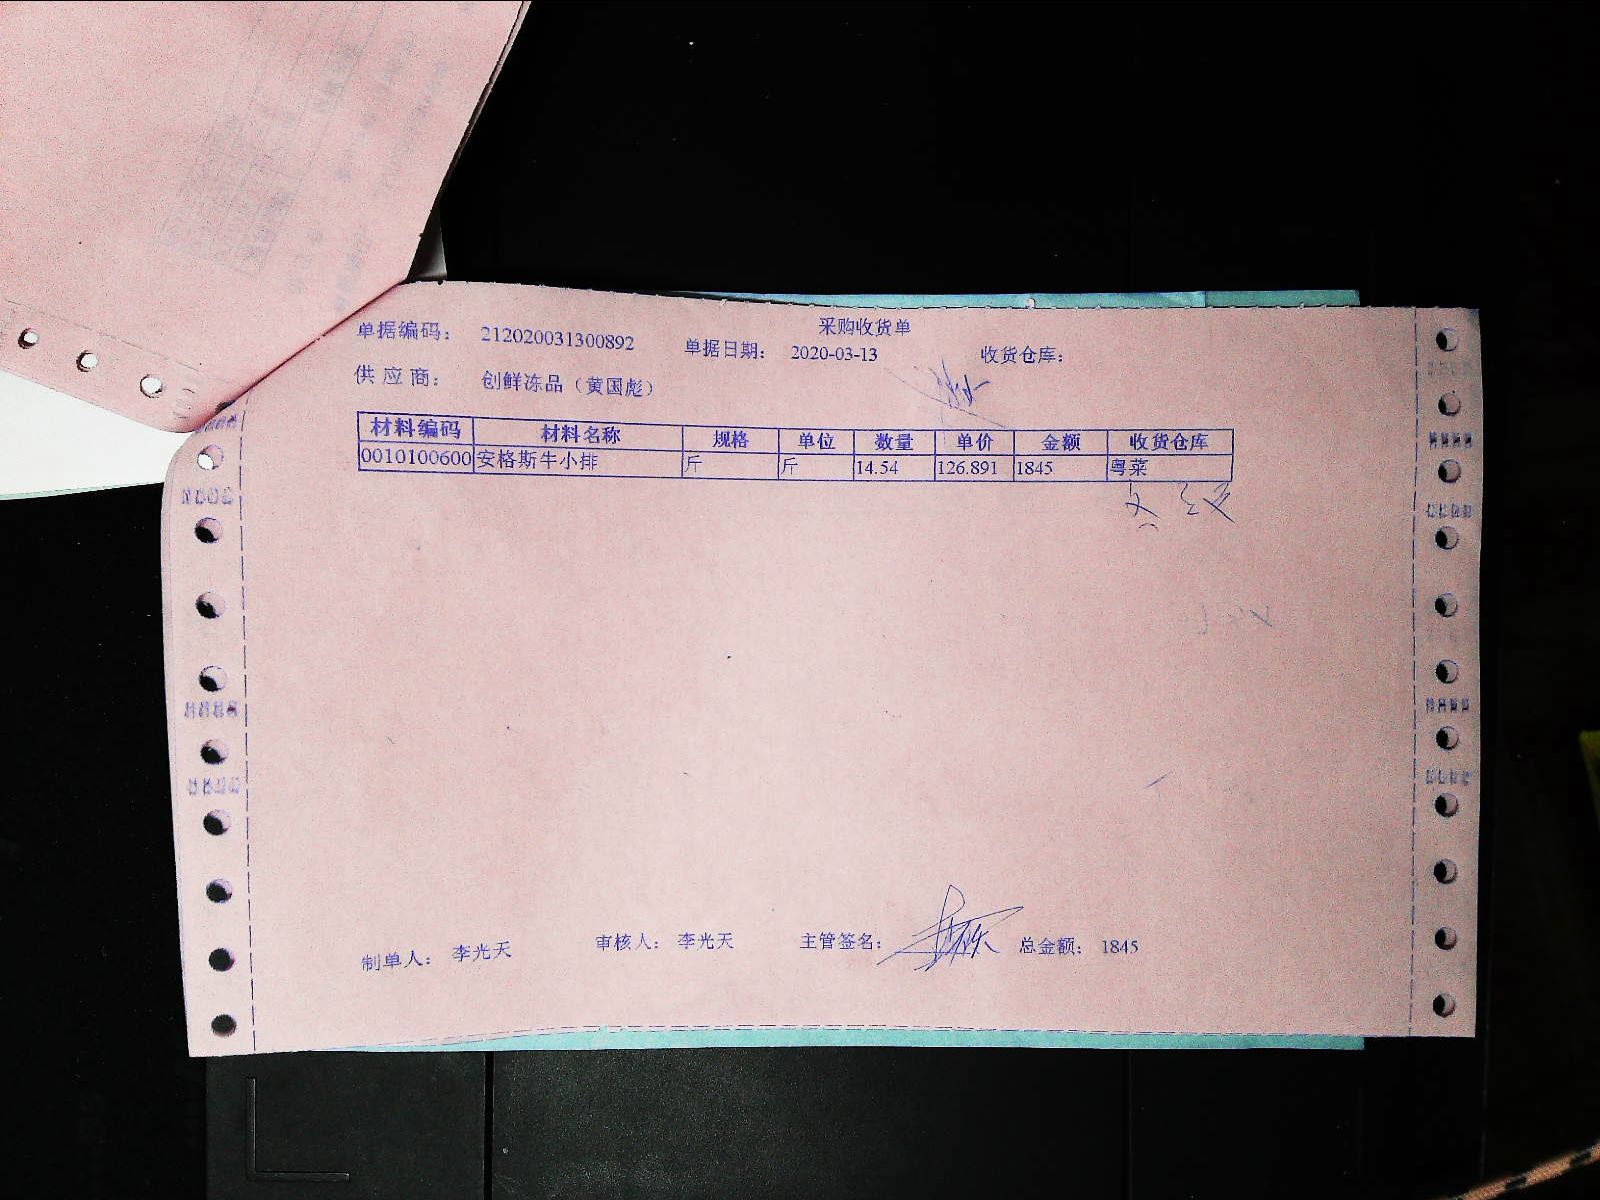 采购收货单
单据编码: 212020031300892 单据日期: 2020-03-13 收货仓库:
供应商: 创鲜冻品（黄国彪）
材料编码 材料名称 规格 单位 数量 单价 金额 收货仓库
0010100600 安格斯牛小排 斤 斤 14.54 126.891 1845 粤菜
制单人: 李光天 审核人: 李光天 主管签名: 总金额: 1845